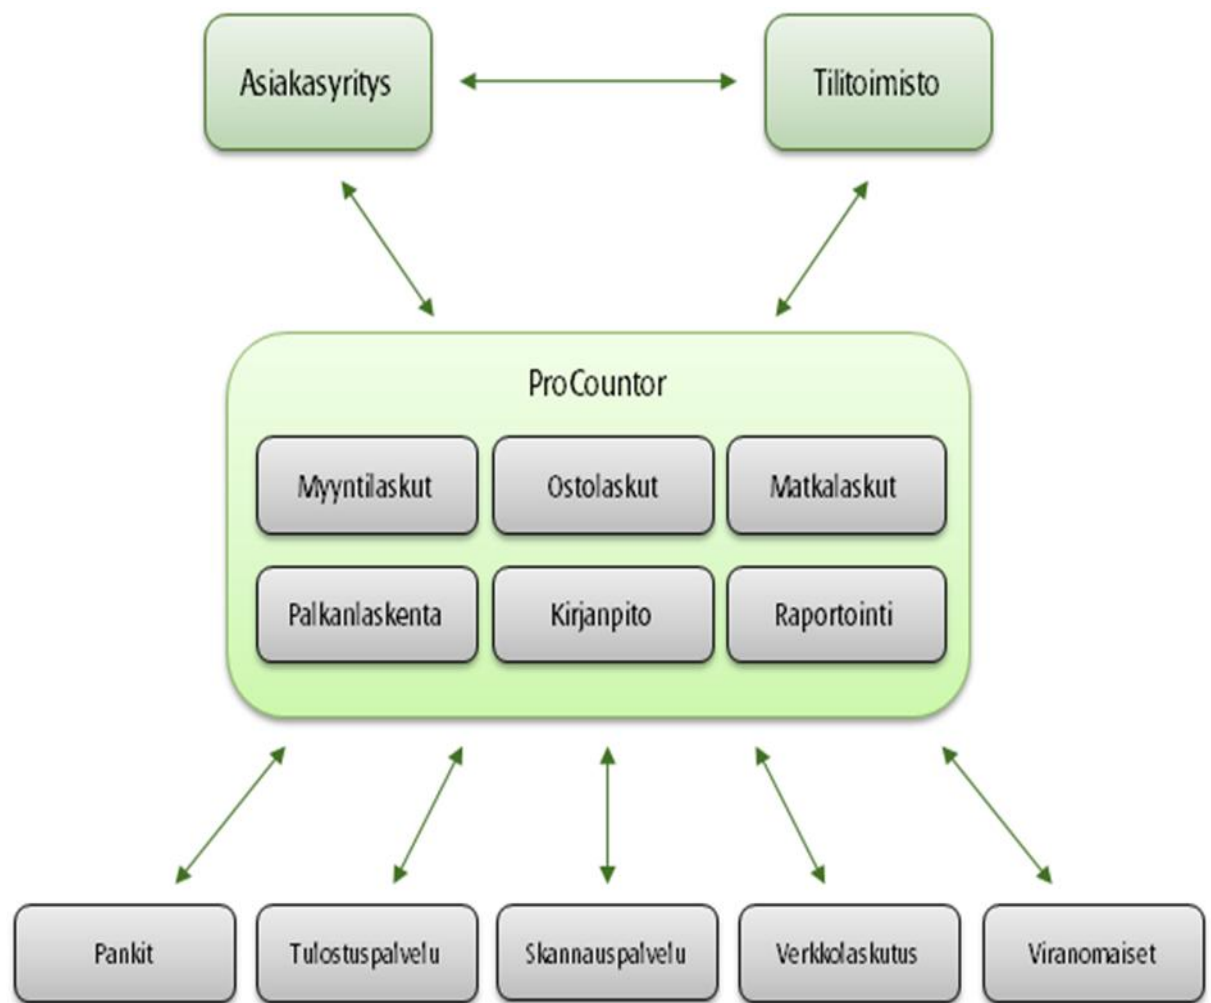 Asiakasyritys
Tilitoimisto
ProCountor
Myyntilaskut
Ostolaskut
Matkalaskut
Palkanlaskenta
Kirjanpito
Raportointi
Pankit
Tulostuspalvelu
Skannauspalvelu
Verkkolaskutus
Viranomaiset